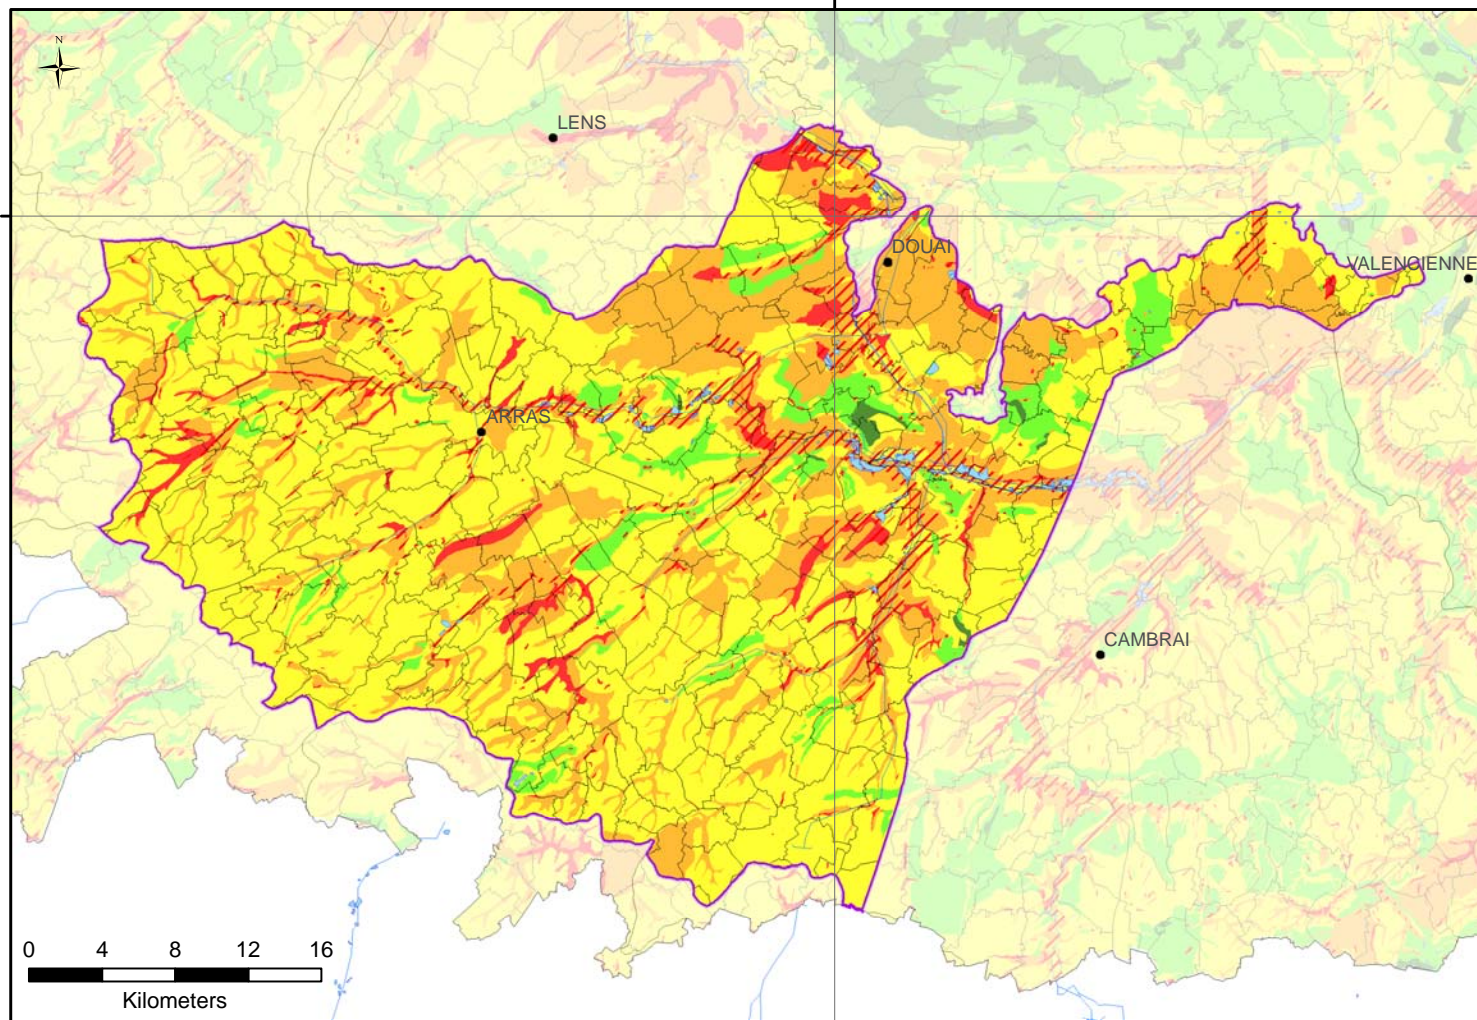 N
LENS
DOUAI
VALENCIENNE
ARRAS
CAMBRAI
0 4 8 12 16
Kilometers